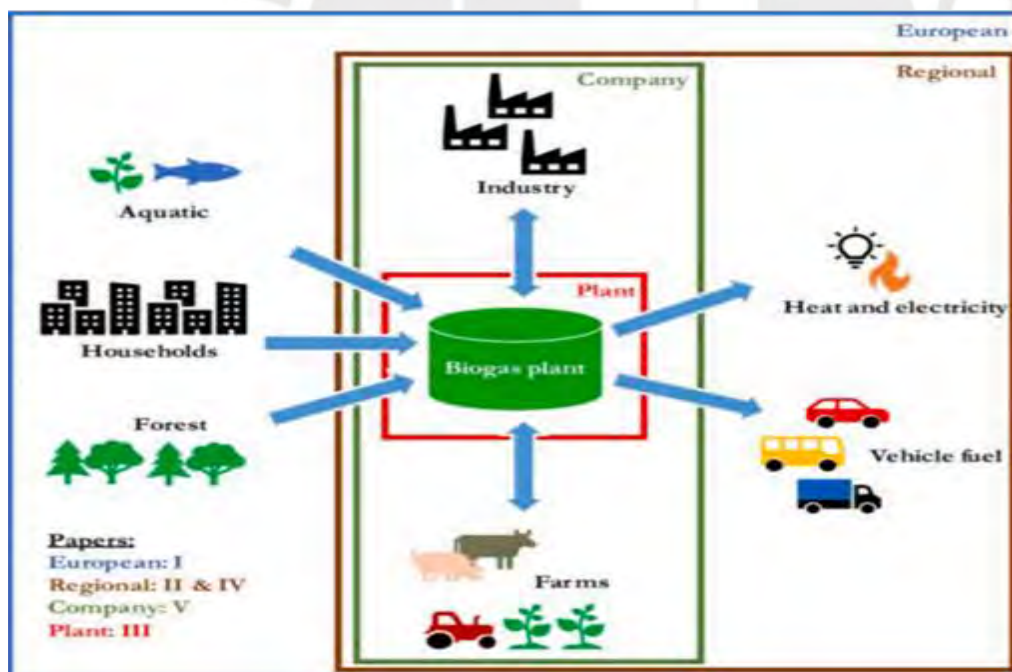 European
Regional
Company
Industry
Aquatic
Plant
Heat and electricity
Households
Biogas plant
Forest
Vehicle fuel
Papers:
European: I
Regional: II & IV
Company: V
Plant: III
Farms